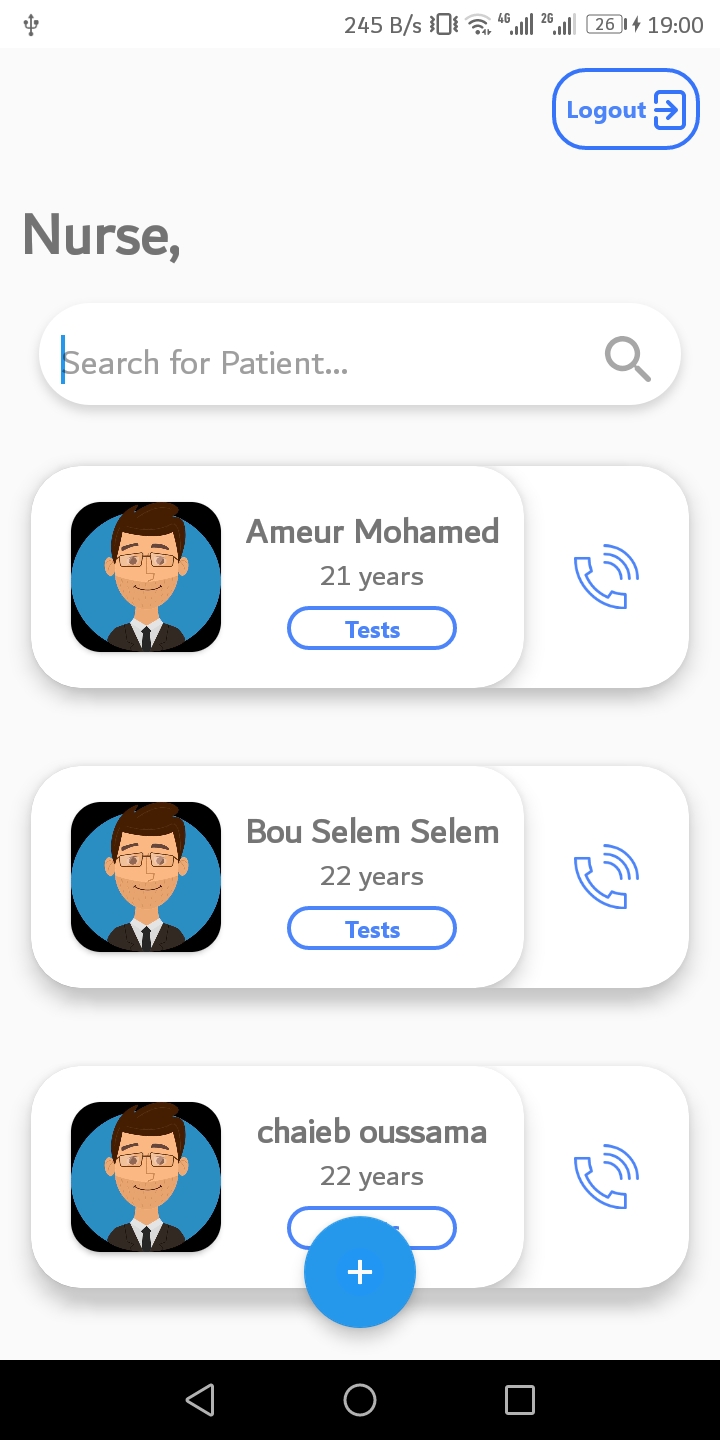 245 B/s 4G 2G 26 19:00
Logout
Nurse,
Search for Patient...
Ameur Mohamed
21 years
Tests
Bou Selem Selem
22 years
Tests
chaieb oussama
22 years
+